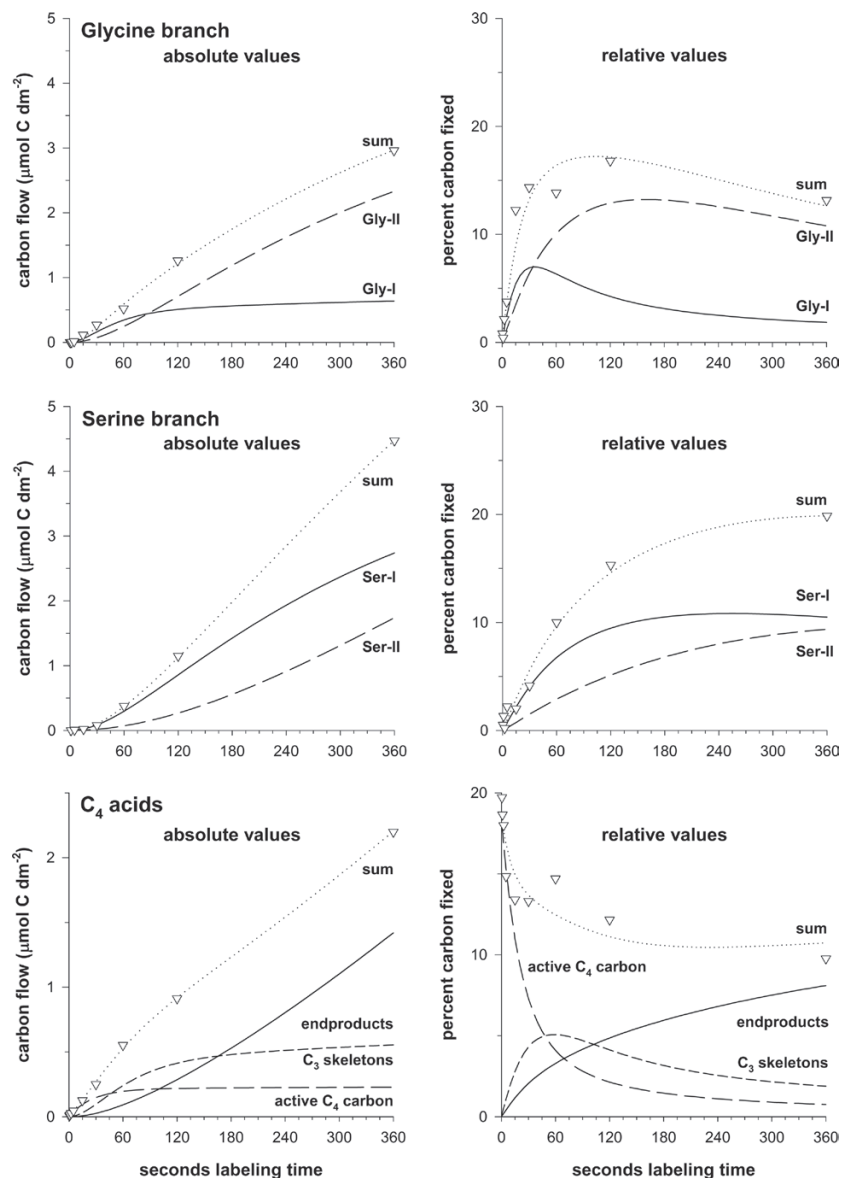 Glycine branch
absolute values
carbon flow (µmol C dm-2)
5
4
3
2
1
0
sum
Gly-II
Gly-I
0 60 120 180 240 300 360
relative values
percent carbon fixed
30
20
10
0
sum
Gly-II
Gly-I
0 60 120 180 240 300 360
Serine branch
absolute values
carbon flow (µmol C dm-2)
5
4
3
2
1
0
sum
Ser-I
Ser-II
0 60 120 180 240 300 360
relative values
percent carbon fixed
30
20
10
0
sum
Ser-I
Ser-II
0 60 120 180 240 300 360
C4 acids
absolute values
carbon flow (µmol C dm-2)
2
1
0
sum
endproducts
C3 skeletons
active C4 carbon
0 60 120 180 240 300 360
seconds labeling time
relative values
percent carbon fixed
20
10
0
sum
active C4 carbon
endproducts
C3 skeletons
0 60 120 180 240 300 360
seconds labeling time